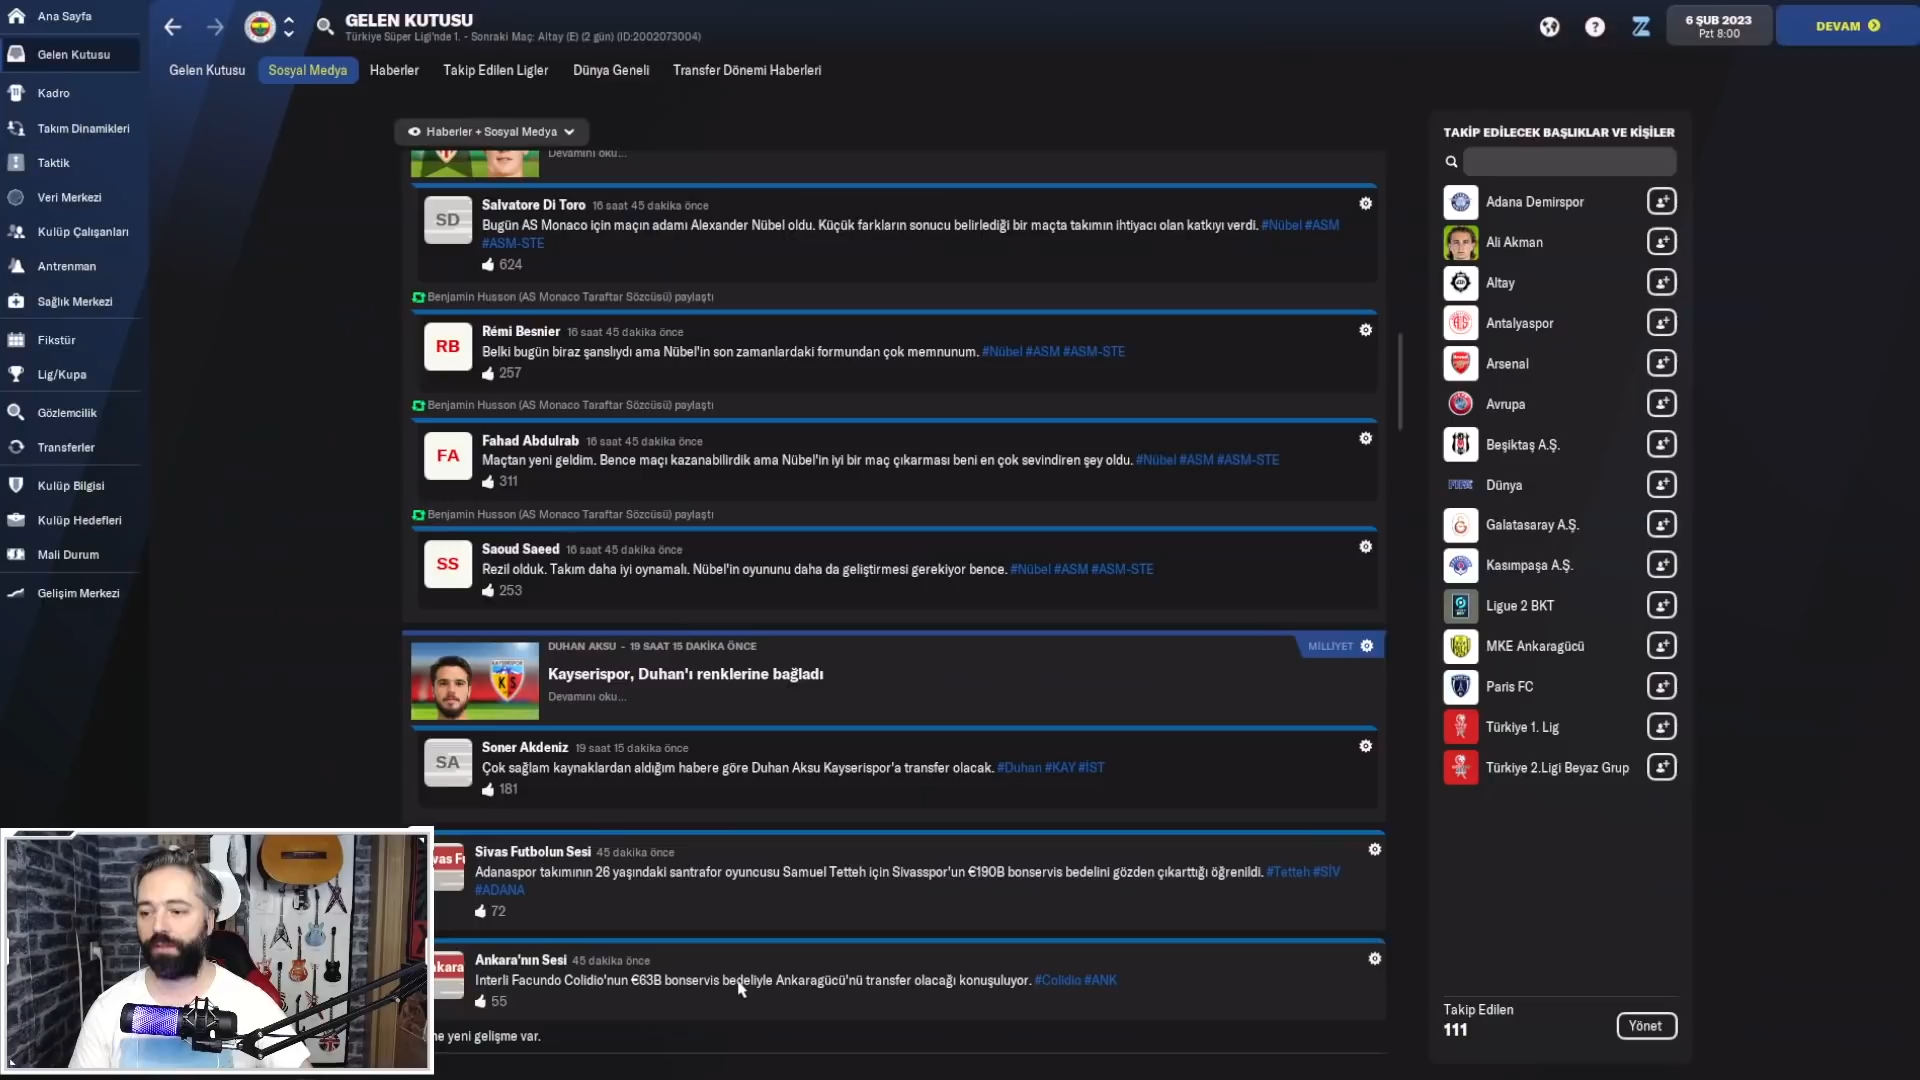 Ana Sayfa
GELEN KUTUSU
Türkiye Süper Ligi'nde 1. - Sonraki Maç: Altay (E) (2 gün) (ID:2002073004)
6 ŞUB 2023
Pzt 8:00
DEVAM
Gelen Kutusu
Kadro
Takım Dinamikleri
Taktik
Veri Merkezi
Kulüp Çalışanları
Antrenman
Sağlık Merkezi
Fikstür
Lig/Kupa
Gözlemcilik
Transferler
Kulüp Bilgisi
Kulüp Hedefleri
Mali Durum
Gelişim Merkezi
Gelen Kutusu
Sosyal Medya
Haberler
Takip Edilen Ligler
Dünya Geneli
Transfer Dönemi Haberleri
Haberler + Sosyal Medya
Devamını oku...
SD
Salvatore Di Toro 16 saat 45 dakika önce
Bugün AS Monaco için maçın adamı Alexander Nübel oldu. Küçük farkların sonucu belirlediği bir maçta takımın ihtiyacı olan katkıyı verdi. #Nübel #ASM
#ASM-STE
624
Benjamin Husson (AS Monaco Taraftar Sözcüsü) paylaştı
RB
Rémi Besnier 16 saat 45 dakika önce
Belki bugün biraz şanslıydı ama Nübel'in son zamanlardaki formundan çok memnunum. #Nübel #ASM #ASM-STE
257
Benjamin Husson (AS Monaco Taraftar Sözcüsü) paylaştı
FA
Fahad Abdulrab 16 saat 45 dakika önce
Maçtan yeni geldim. Bence maçı kazanabilirdik ama Nübel'in iyi bir maç çıkarması beni en çok sevindiren şey oldu. #Nübel #ASM #ASM-STE
311
Benjamin Husson (AS Monaco Taraftar Sözcüsü) paylaştı
SS
Saoud Saeed 16 saat 45 dakika önce
Rezil olduk. Takım daha iyi oynamalı. Nübel'in oyununu daha da geliştirmesi gerekiyor bence. #Nübel #ASM #ASM-STE
253
DUHAN AKSU - 19 SAAT 15 DAKİKA ÖNCE
MİLLİYET
Kayserispor, Duhan'ı renklerine bağladı
Devamını oku...
SA
Soner Akdeniz 19 saat 15 dakika önce
Çok sağlam kaynaklardan aldığım habere göre Duhan Aksu Kayserispor'a transfer olacak. #Duhan #KAY #İST
181
Sivas Futbolun Sesi 45 dakika önce
Adanaspor takımının 26 yaşındaki santrafor oyuncusu Samuel Tetteh için Sivasspor'un €190B bonservis bedelini gözden çıkarttığı öğrenildi. #Tetteh #SİV
#ADANA
72
Ankara'nın Sesi 45 dakika önce
Interli Facundo Colidio'nun €63B bonservis bedeliyle Ankaragücü'nü transfer olacağı konuşuluyor. #Colidio #ANK
55
ne yeni gelişme var.
TAKİP EDİLECEK BAŞLIKLAR VE KİŞİLER
Adana Demirspor
Ali Akman
Altay
Antalyaspor
Arsenal
Avrupa
Beşiktaş A.Ş.
FIFA
Dünya
Galatasaray A.Ş.
Kasımpaşa A.Ş.
Ligue 2 BKT
MKE Ankaragücü
Paris FC
Türkiye 1. Lig
Türkiye 2.Ligi Beyaz Grup
Takip Edilen
111
Yönet